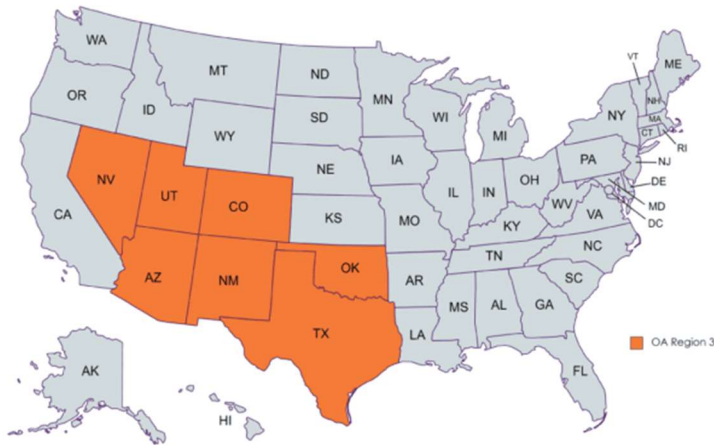 WA
MT
ND
MN
VT
ME
OR
ID
SD
WI
MI
NY
NH
MA
CT
RI
WY
IA
PA
NJ
NV
UT
CO
NE
IL
IN
OH
DE
MD
DC
CA
KS
MO
KY
WV
VA
AZ
NM
OK
AR
TN
NC
TX
LA
MS
AL
GA
SC
OA Region 3
AK
HI
FL